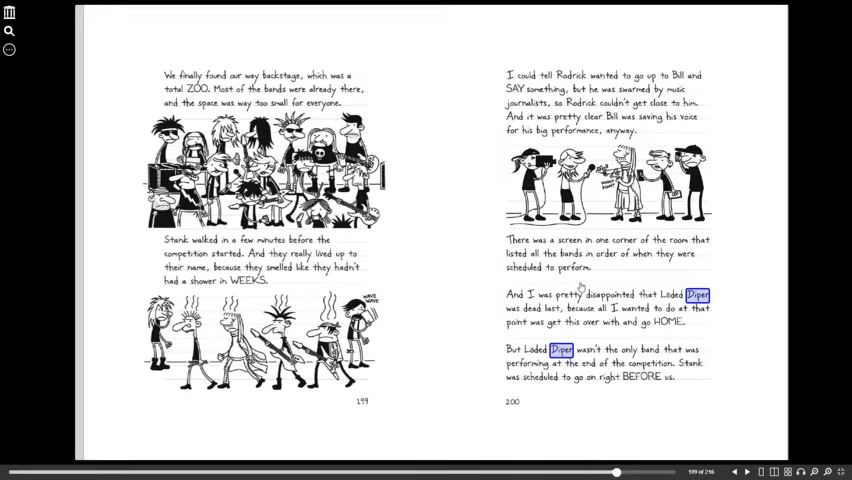 We finally found our way backstage, which was a
total ZOO. Most of the bands were already there,
and the space was way too small for everyone.
Stank walked in a few minutes before the
competition started. And they really lived up to
their name, because they smelled like they hadn't
had a shower in WEEKS.
WAVE
WAVE
199
I could tell Rodrick wanted to go up to Bill and
SAY something, but he was swarmed by music
journalists, so Rodrick couldn't get close to him.
And it was pretty clear Bill was saving his voice
for his big performance, anyway.
POINT
POINT
There was a screen in one corner of the room that
listed all the bands in order of when they were
scheduled to perform.
And I was pretty disappointed that Löded Diper
was dead last, because all I wanted to do at that
point was get this over with and go HOME.
But Löded Diper wasn't the only band that was
performing at the end of the competition. Stank
was scheduled to go on right BEFORE us.
200
199 of 216